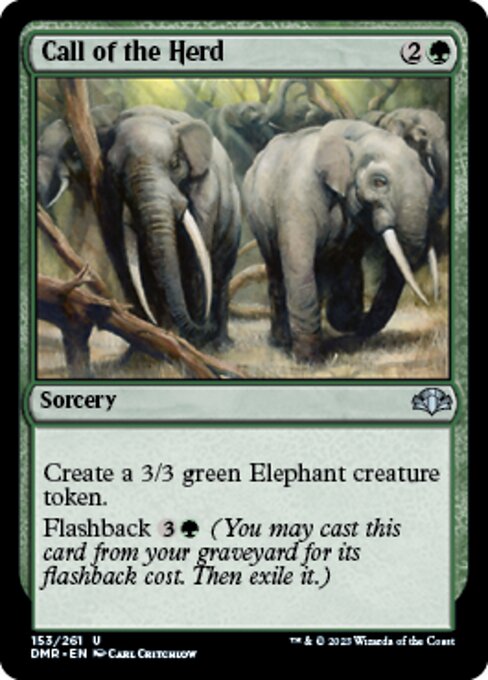 Call of the Herd 2
Sorcery
Create a 3/3 green Elephant creature
token.
Flashback 3 (You may cast this
card from your graveyard for its
flashback cost. Then exile it.)
153/261 U
DMR • EN Carl Critchlow
™ & © 2023 Wizards of the Coast